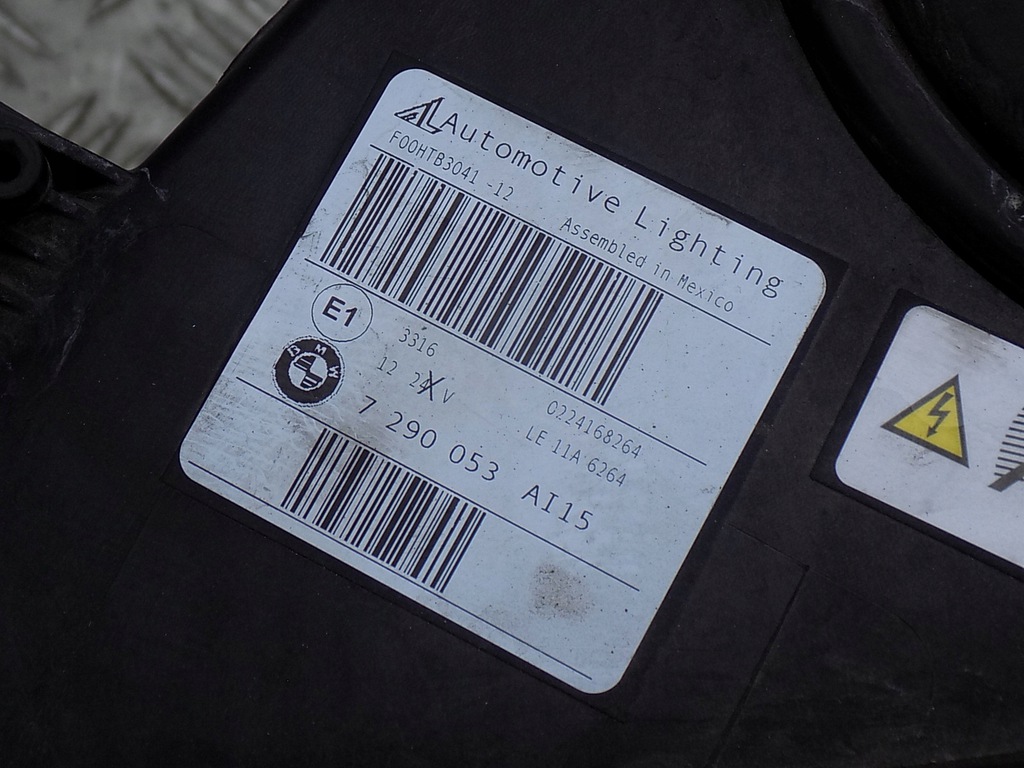 AL Automotive Lighting
F00HTB3041 -12
Assembled in Mexico
E1
3316
0224168264
BMW
12 24 V
LE 11A 6264
7 290 053 AI15